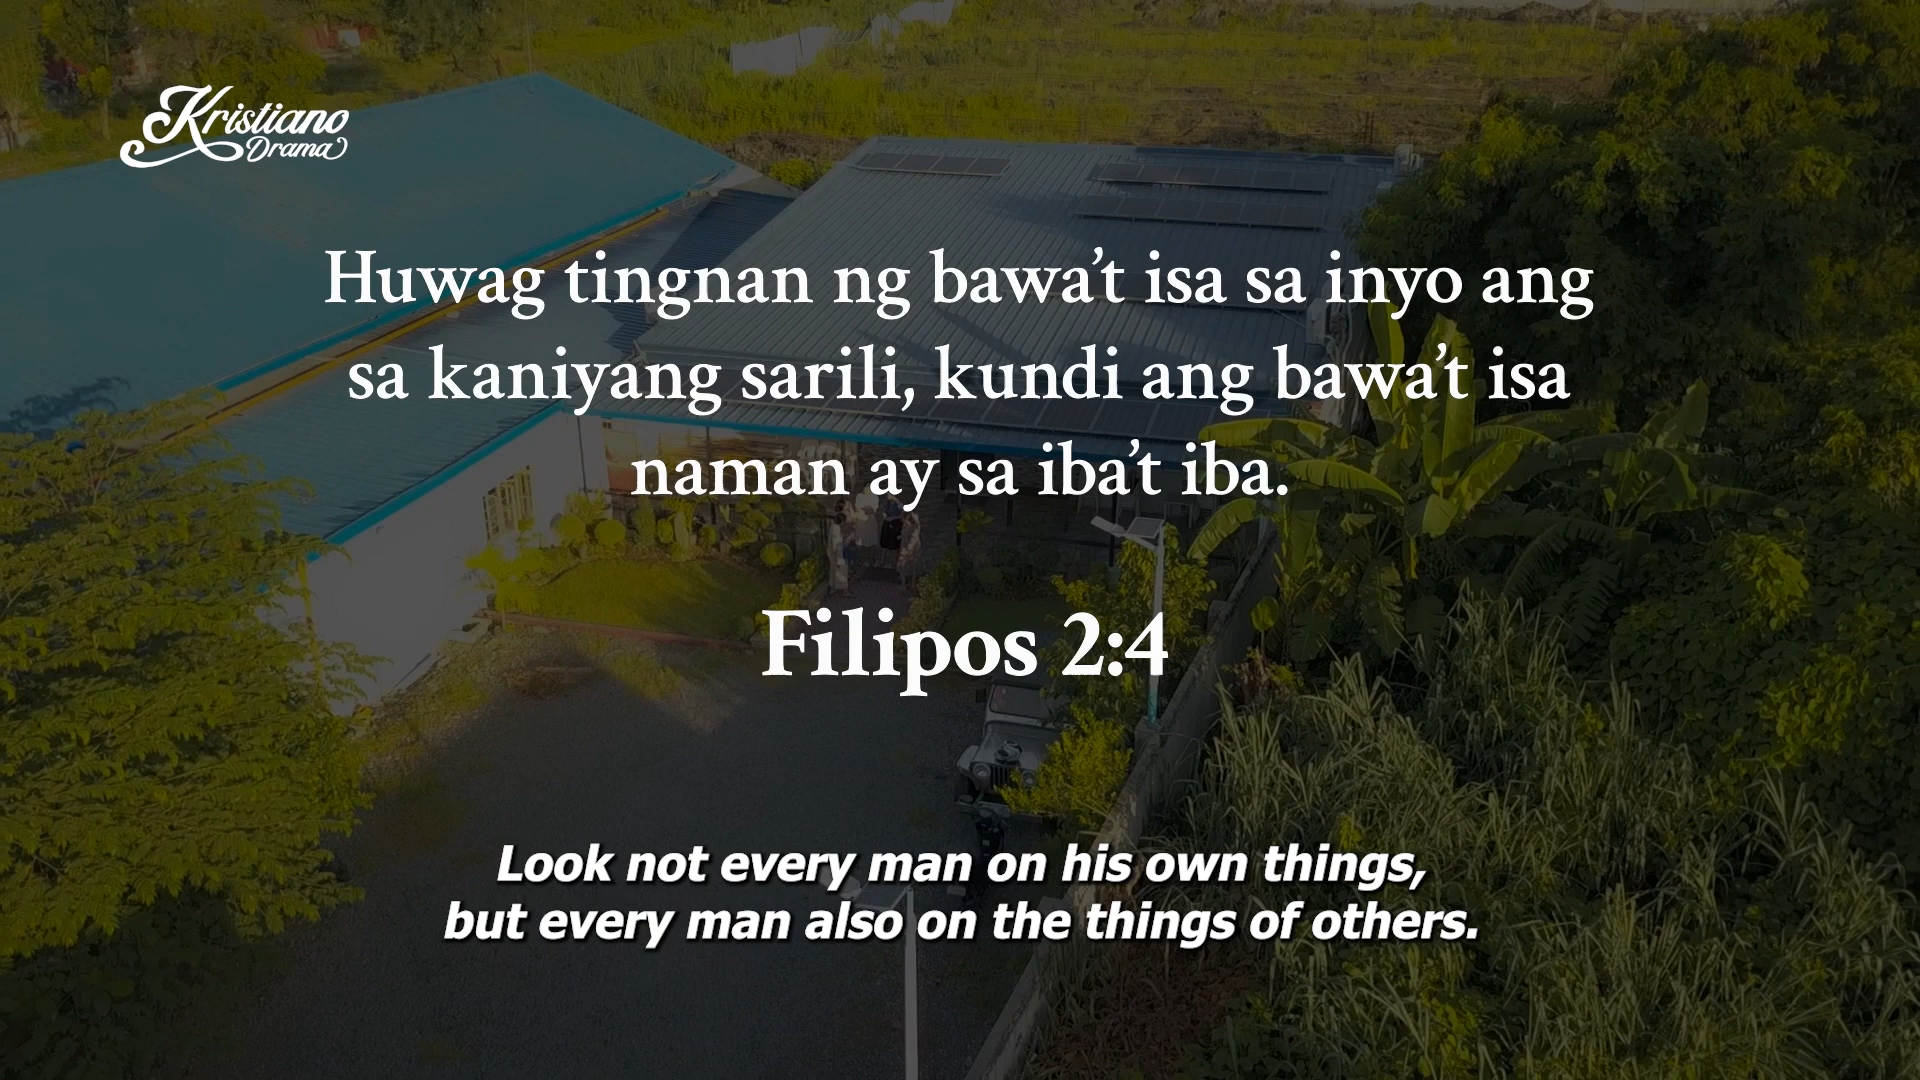 Kristiano
Drama
Huwag tingnan ng bawa’t isa sa inyo ang
sa kaniyang sarili, kundi ang bawa’t isa
naman ay sa iba’t iba.
Filipos 2:4
Look not every man on his own things,
but every man also on the things of others.